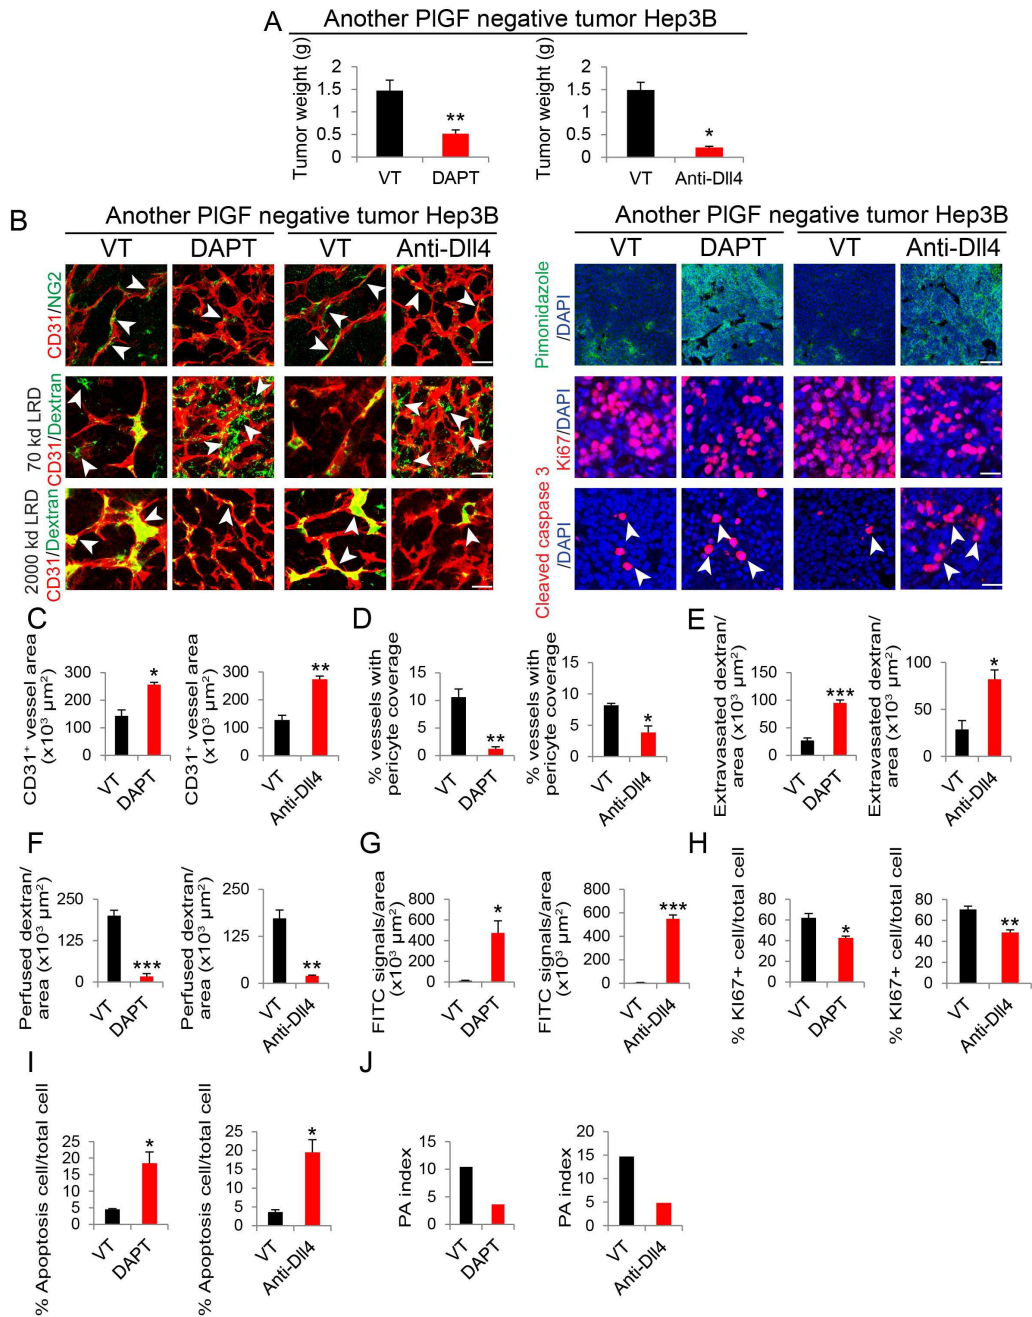 A
Another PlGF negative tumor Hep3B
Tumor weight (g)
2
1.5
1
0.5
0
**
VT
DAPT
Tumor weight (g)
2
1.5
1
0.5
0
*
VT
Anti-Dll4
B
Another PlGF negative tumor Hep3B
VT DAPT VT Anti-Dll4
CD31/NG2
70 kd LRD
CD31/Dextran
2000 kd LRD
CD31/Dextran
Another PlGF negative tumor Hep3B
VT DAPT VT Anti-Dll4
Pimonidazole
/DAPI
Ki67/DAPI
Cleaved caspase 3
/DAPI
C
CD31⁺ vessel area
(x10³ µm²)
300
200
100
0
*
VT
DAPT
CD31⁺ vessel area
(x10³ µm²)
300
200
100
0
**
VT
Anti-Dll4
D
% vessels with
pericyte coverage
15
10
5
0
**
VT
DAPT
% vessels with
pericyte coverage
15
10
5
0
*
VT
Anti-Dll4
E
Extravasated dextran/
area (x10³ µm²)
150
100
50
0
***
VT
DAPT
Extravasated dextran/
area (x10³ µm²)
100
50
0
*
VT
Anti-Dll4
F
Perfused dextran/
area (x10³ µm²)
250
125
0
***
VT
DAPT
Perfused dextran/
area (x10³ µm²)
250
125
0
**
VT
Anti-Dll4
G
FITC signals/area
(x10³ µm²)
800
600
400
200
0
*
VT
DAPT
FITC signals/area
(x10³ µm²)
800
600
400
200
0
***
VT
Anti-Dll4
H
% KI67+ cell/total cell
80
60
40
20
0
*
VT
DAPT
% KI67+ cell/total cell
80
60
40
20
0
**
VT
Anti-Dll4
I
% Apoptosis cell/total cell
25
20
15
10
5
0
*
VT
DAPT
% Apoptosis cell/total cell
25
20
15
10
5
0
*
VT
Anti-Dll4
J
PA index
15
10
5
0
VT
DAPT
PA index
20
15
10
5
0
VT
Anti-Dll4